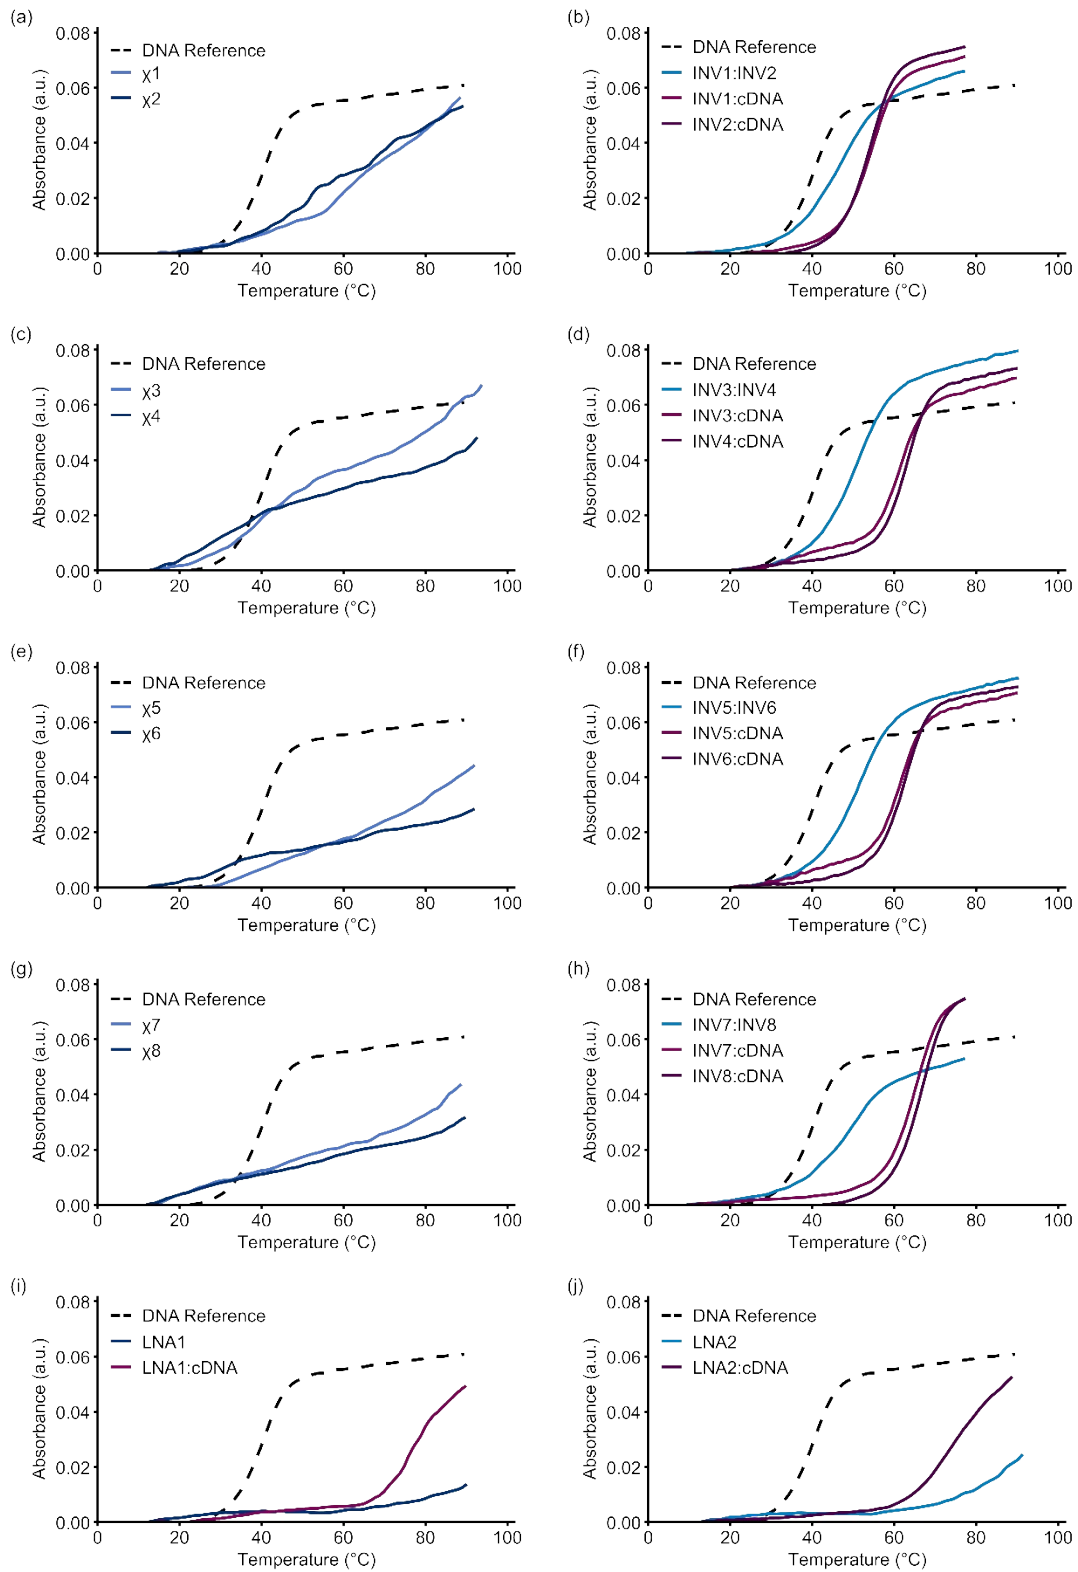 (a)
0.08
DNA Reference
χ1
0.06
χ2
0.04
0.02
0.00
0
20
40
60
80
100
Temperature (°C)
Absorbance (a.u.)
(b)
0.08
DNA Reference
INV1:INV2
0.06
INV1:cDNA
INV2:cDNA
0.04
0.02
0.00
0
20
40
60
80
100
Temperature (°C)
Absorbance (a.u.)
(c)
0.08
DNA Reference
χ3
0.06
χ4
0.04
0.02
0.00
0
20
40
60
80
100
Temperature (°C)
Absorbance (a.u.)
(d)
0.08
DNA Reference
INV3:INV4
0.06
INV3:cDNA
INV4:cDNA
0.04
0.02
0.00
0
20
40
60
80
100
Temperature (°C)
Absorbance (a.u.)
(e)
0.08
DNA Reference
χ5
0.06
χ6
0.04
0.02
0.00
0
20
40
60
80
100
Temperature (°C)
Absorbance (a.u.)
(f)
0.08
DNA Reference
INV5:INV6
0.06
INV5:cDNA
INV6:cDNA
0.04
0.02
0.00
0
20
40
60
80
100
Temperature (°C)
Absorbance (a.u.)
(g)
0.08
DNA Reference
χ7
0.06
χ8
0.04
0.02
0.00
0
20
40
60
80
100
Temperature (°C)
Absorbance (a.u.)
(h)
0.08
DNA Reference
INV7:INV8
0.06
INV7:cDNA
INV8:cDNA
0.04
0.02
0.00
0
20
40
60
80
100
Temperature (°C)
Absorbance (a.u.)
(i)
0.08
DNA Reference
LNA1
0.06
LNA1:cDNA
0.04
0.02
0.00
0
20
40
60
80
100
Temperature (°C)
Absorbance (a.u.)
(j)
0.08
DNA Reference
LNA2
0.06
LNA2:cDNA
0.04
0.02
0.00
0
20
40
60
80
100
Temperature (°C)
Absorbance (a.u.)